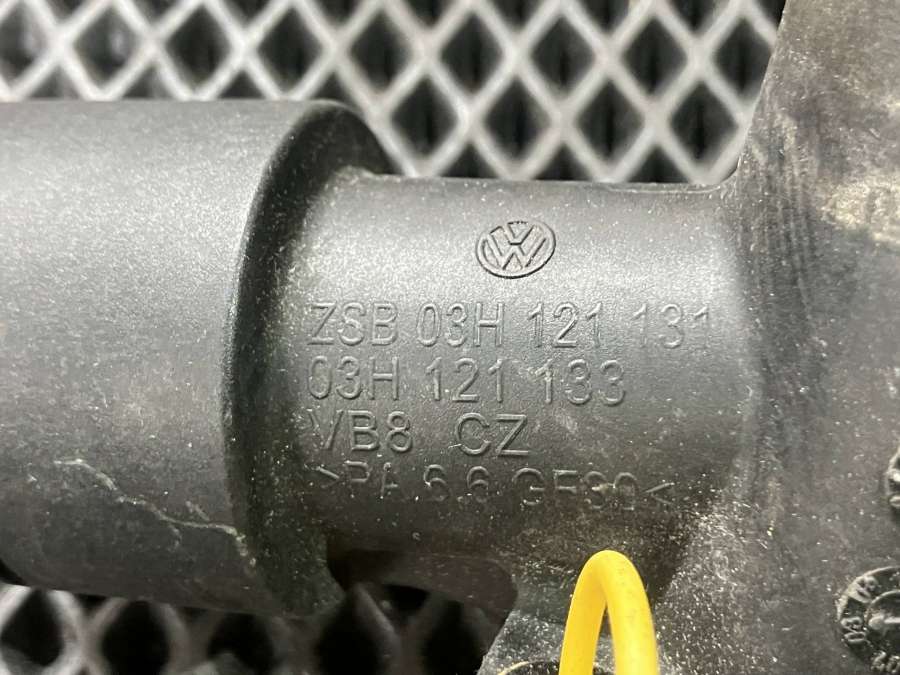 ZSB 03H 121 131
03H 121 133
VB8 CZ
>PA 6.6 GF30<